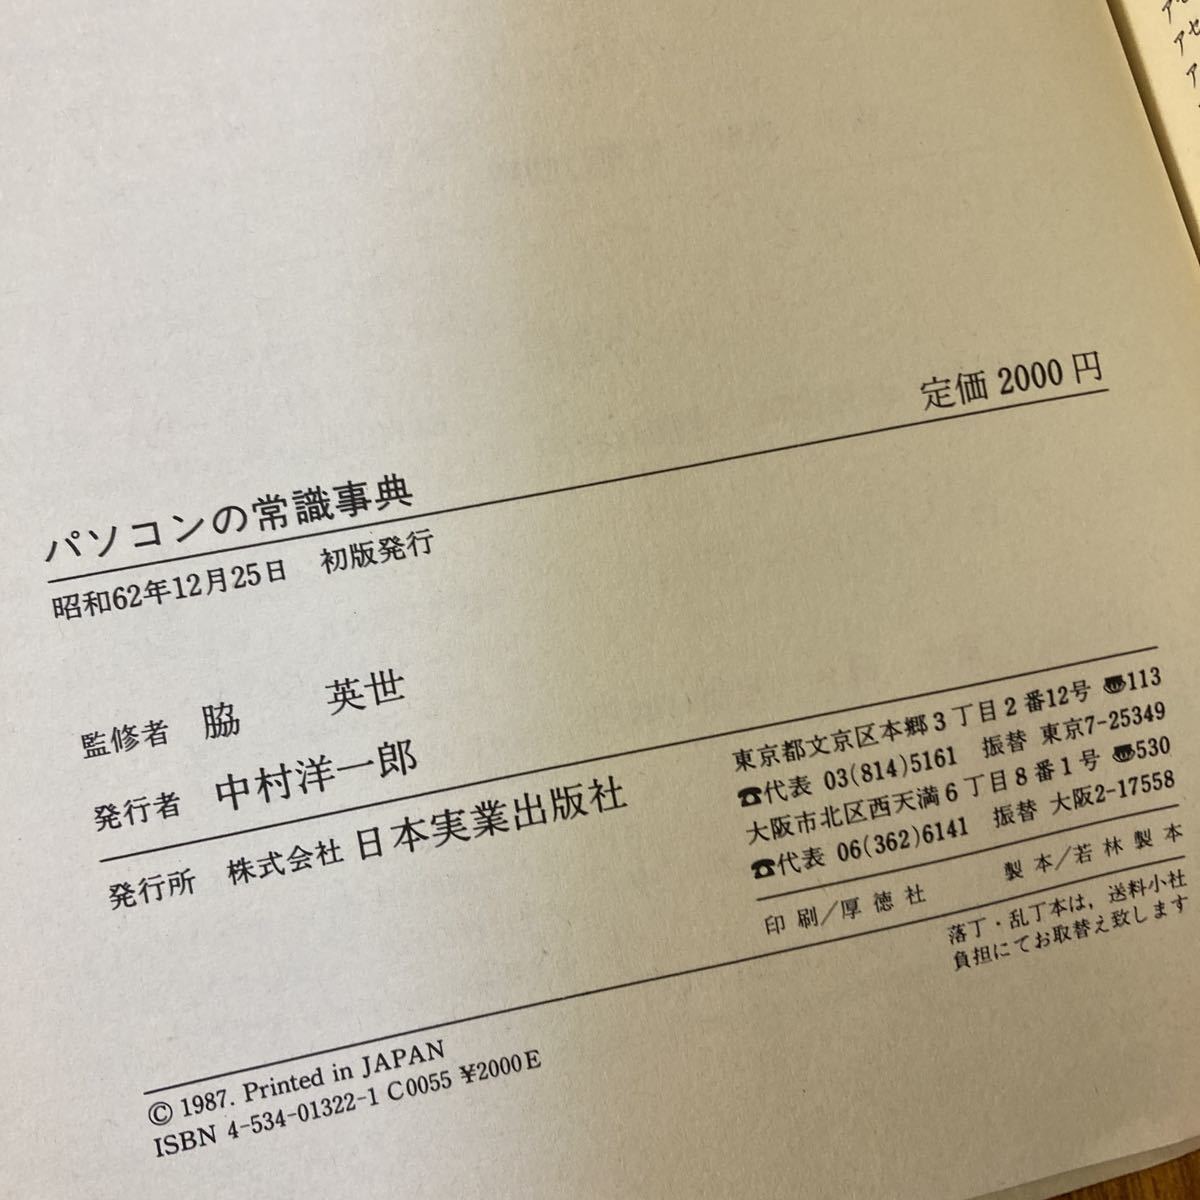 定価 2000 円
パソコンの常識事典
昭和62年12月25日 初版発行
監修者 脇 英世
発行者 中村洋一郎
発行所 株式会社 日本実業出版社
東京都文京区本郷3丁目2番12号 〠113
☎代表 03(814)5161 振替 東京7-25349
大阪市北区西天満6丁目8番1号 〠530
☎代表 06(362)6141 振替 大阪2-17558
印刷/厚徳社 製本/若林製本
落丁・乱丁本は，送料小社
負担にてお取替え致します
© 1987. Printed in JAPAN
ISBN 4-534-01322-1 C0055 ¥2000E